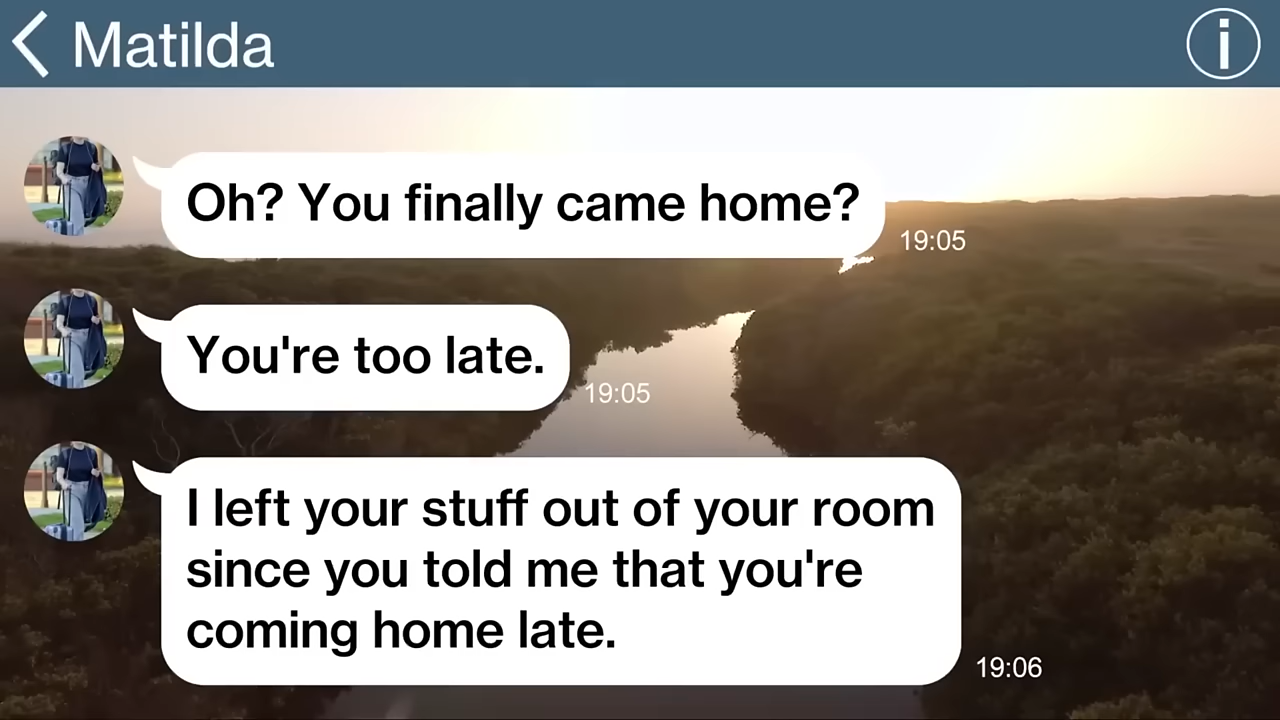 Matilda
Oh? You finally came home?
19:05
You're too late.
19:05
I left your stuff out of your room
since you told me that you're
coming home late.
19:06